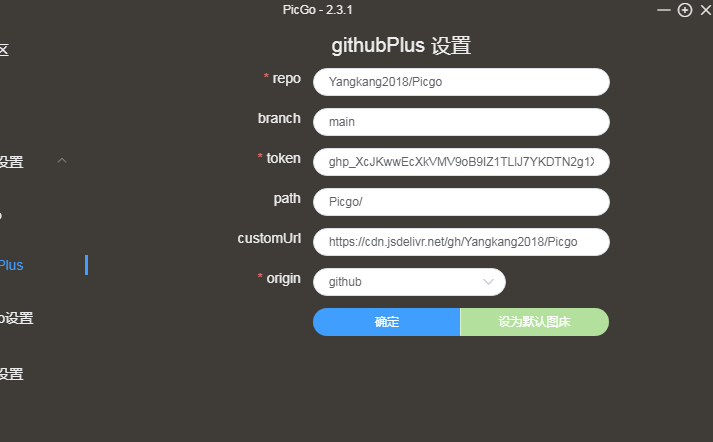 PicGo - 2.3.1
githubPlus 设置
区
* repo
Yangkang2018/Picgo
branch
main
* token
设置
path
Picgo/
customUrl
https://cdn.jsdelivr.net/gh/Yangkang2018/Picgo
Plus
* origin
github
确定
设为默认图床
设置
设置